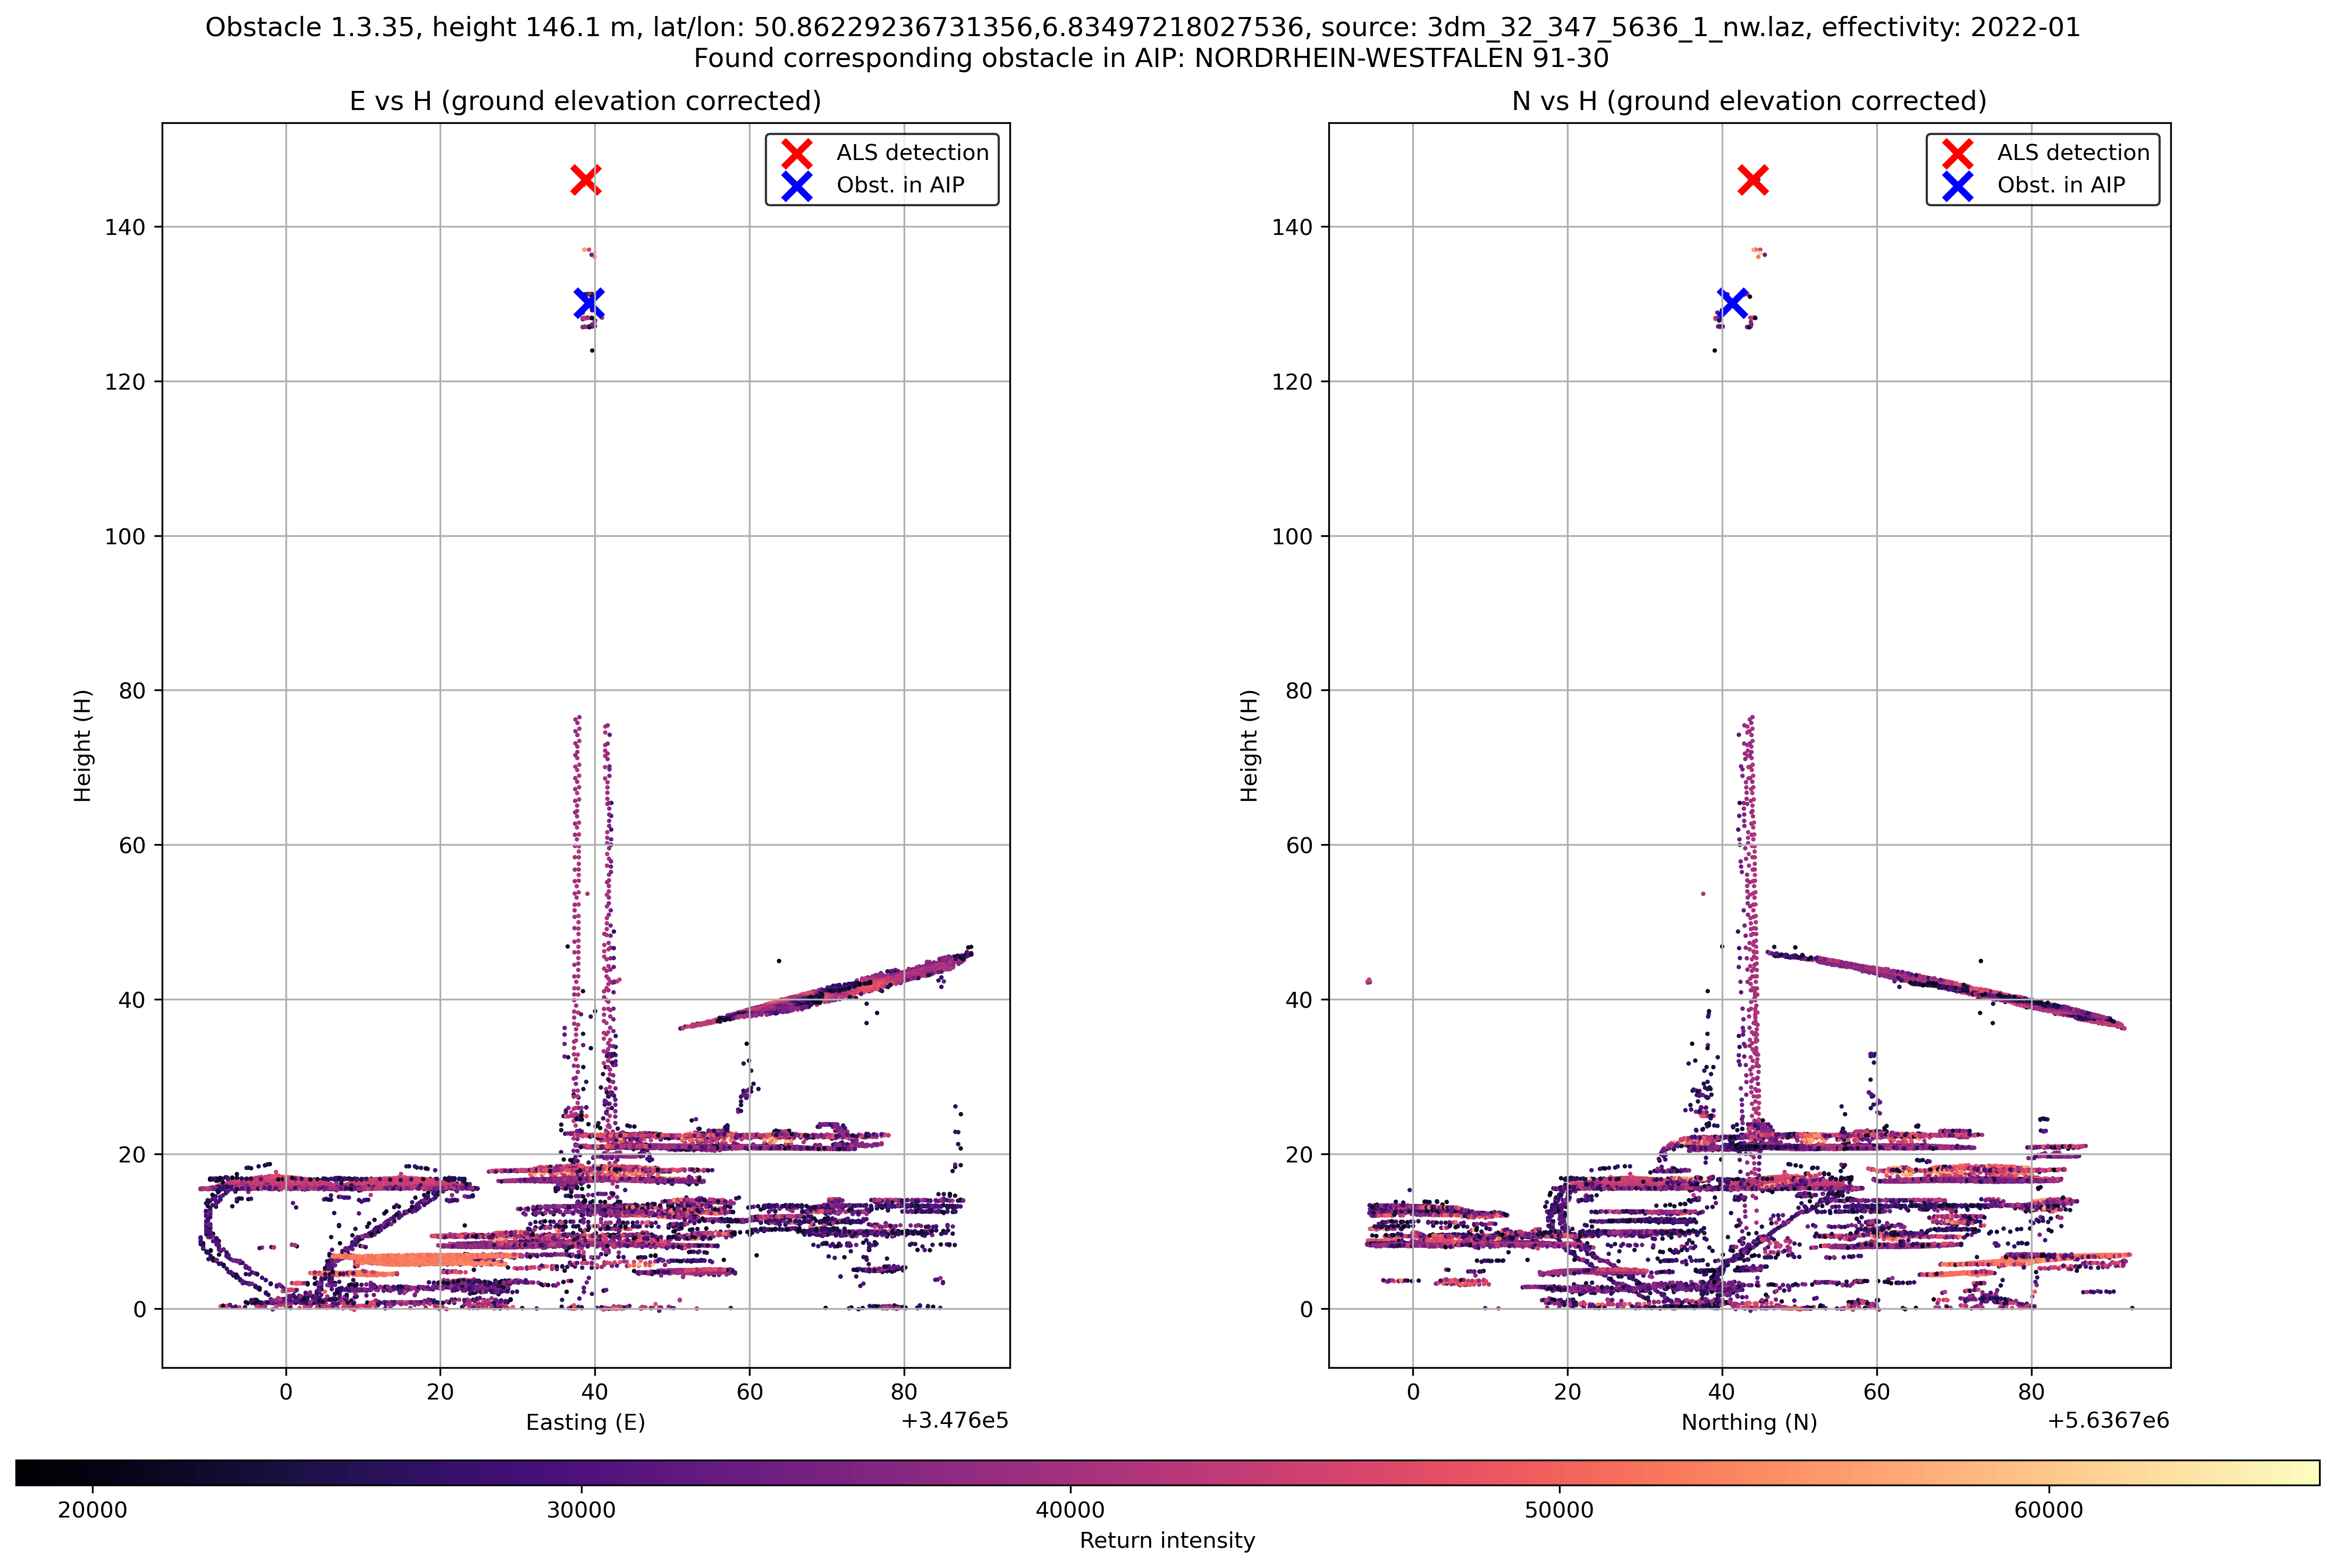 Obstacle 1.3.35, height 146.1 m, lat/lon: 50.86229236731356,6.83497218027536, source: 3dm_32_347_5636_1_nw.laz, effectivity: 2022-01
Found corresponding obstacle in AIP: NORDRHEIN-WESTFALEN 91-30
E vs H (ground elevation corrected)
ALS detection
Obst. in AIP
140
120
100
80
60
40
20
0
Height (H)
0 20 40 60 80
Easting (E)
+3.476e5
N vs H (ground elevation corrected)
ALS detection
Obst. in AIP
140
120
100
80
60
40
20
0
Height (H)
0 20 40 60 80
Northing (N)
+5.6367e6
20000 30000 40000 50000 60000
Return intensity